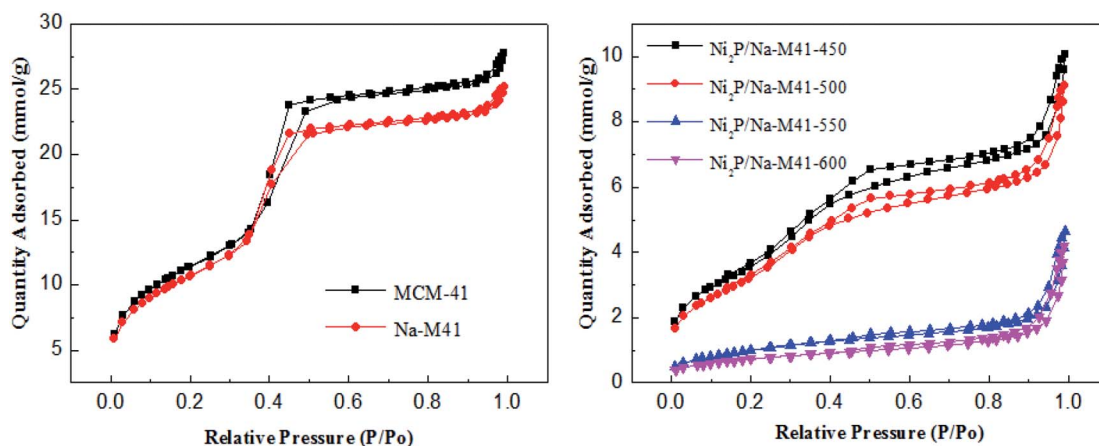 Quantity Adsorbed (mmol/g)
30
25
20
15
10
5
MCM-41
Na-M41
0.0 0.2 0.4 0.6 0.8 1.0
Relative Pressure (P/Po)
Quantity Adsorbed (mmol/g)
10
8
6
4
2
0
Ni₂P/Na-M41-450
Ni₂P/Na-M41-500
Ni₂P/Na-M41-550
Ni₂P/Na-M41-600
0.0 0.2 0.4 0.6 0.8 1.0
Relative Pressure (P/Po)